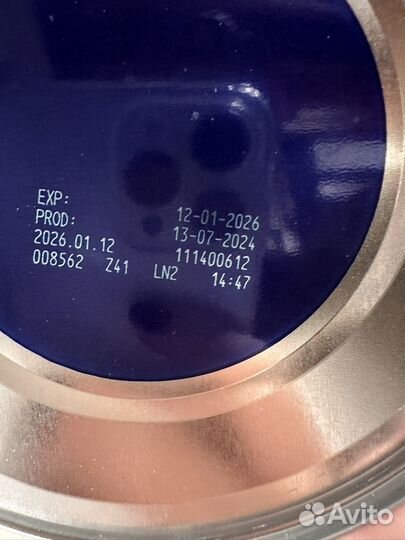 EXP: 12-01-2026
PROD: 13-07-2024
2026.01.12 111400612
008562 Z41 LN2 14:47
Avito